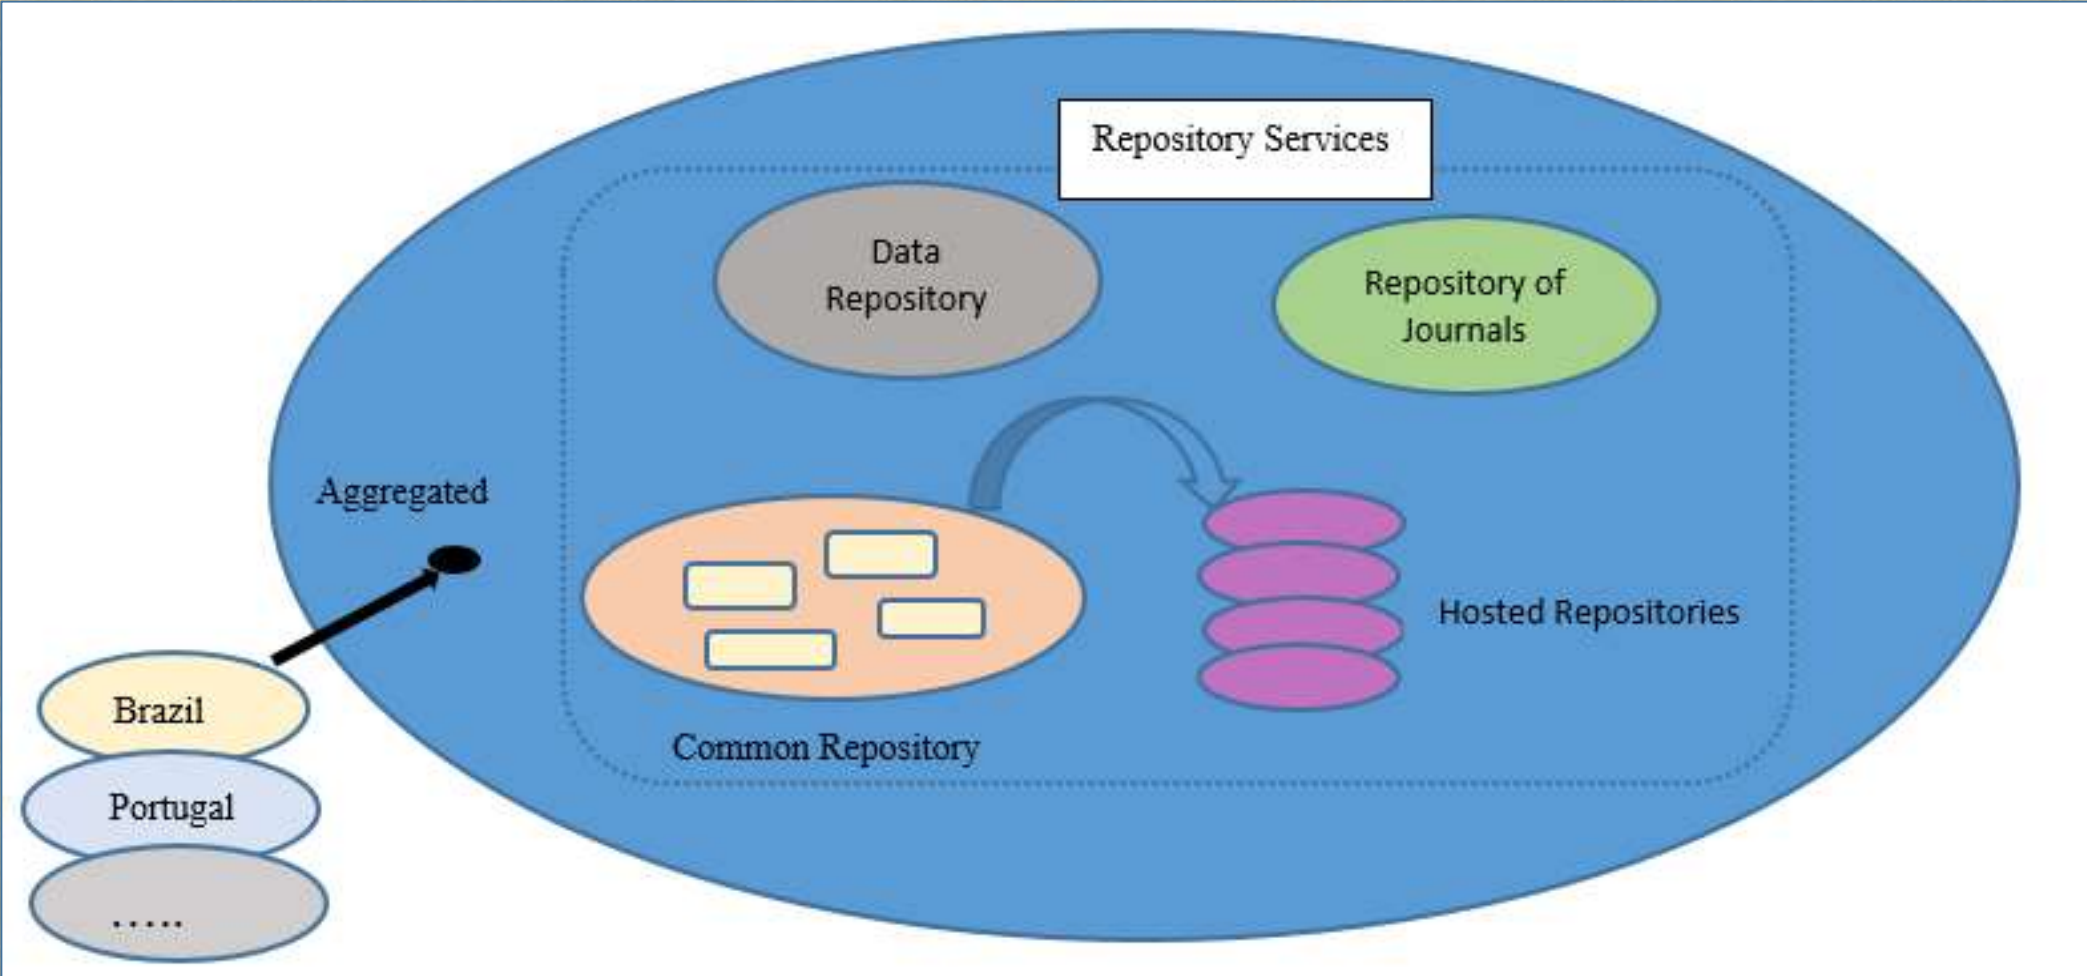 Repository Services
Data
Repository
Repository of
Journals
Aggregated
Hosted Repositories
Common Repository
Brazil
Portugal
.....